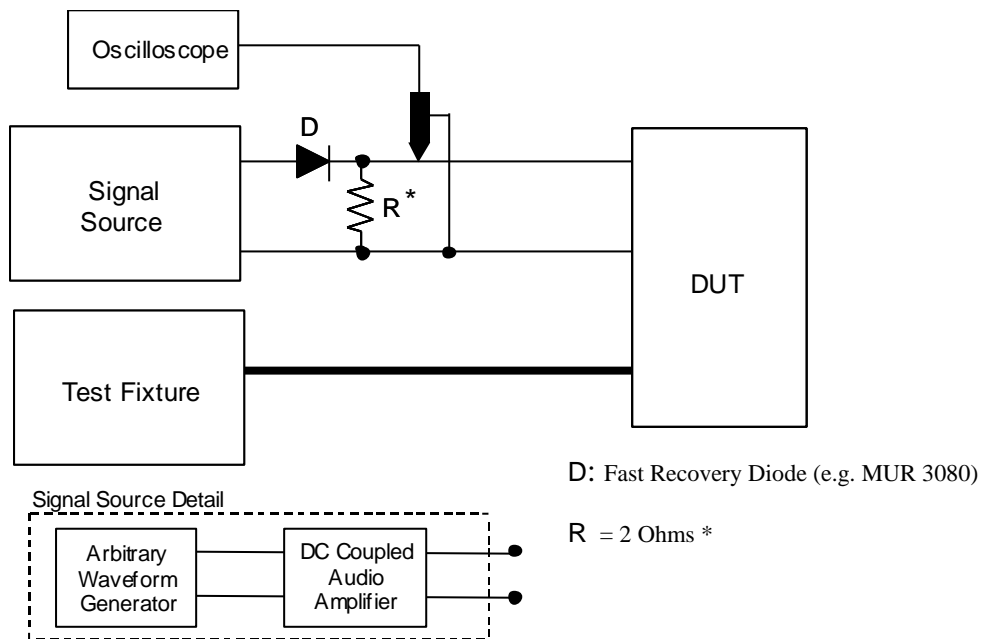 Oscilloscope
D
R *
Signal
Source
DUT
Test Fixture
D: Fast Recovery Diode (e.g. MUR 3080)
R = 2 Ohms *
Signal Source Detail
Arbitrary
Waveform
Generator
DC Coupled
Audio
Amplifier